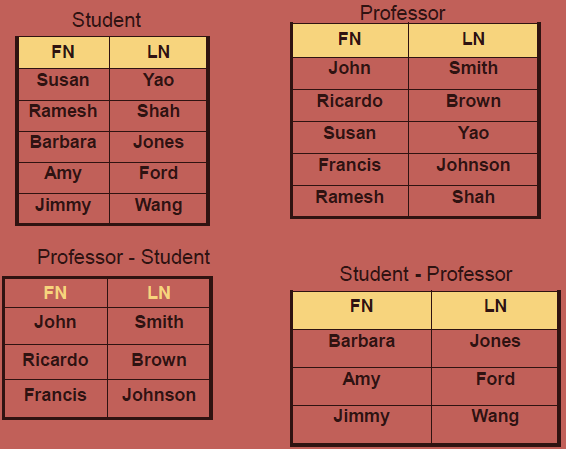 Student
FN LN
Susan Yao
Ramesh Shah
Barbara Jones
Amy Ford
Jimmy Wang
Professor
FN LN
John Smith
Ricardo Brown
Susan Yao
Francis Johnson
Ramesh Shah
Professor - Student
FN LN
John Smith
Ricardo Brown
Francis Johnson
Student - Professor
FN LN
Barbara Jones
Amy Ford
Jimmy Wang